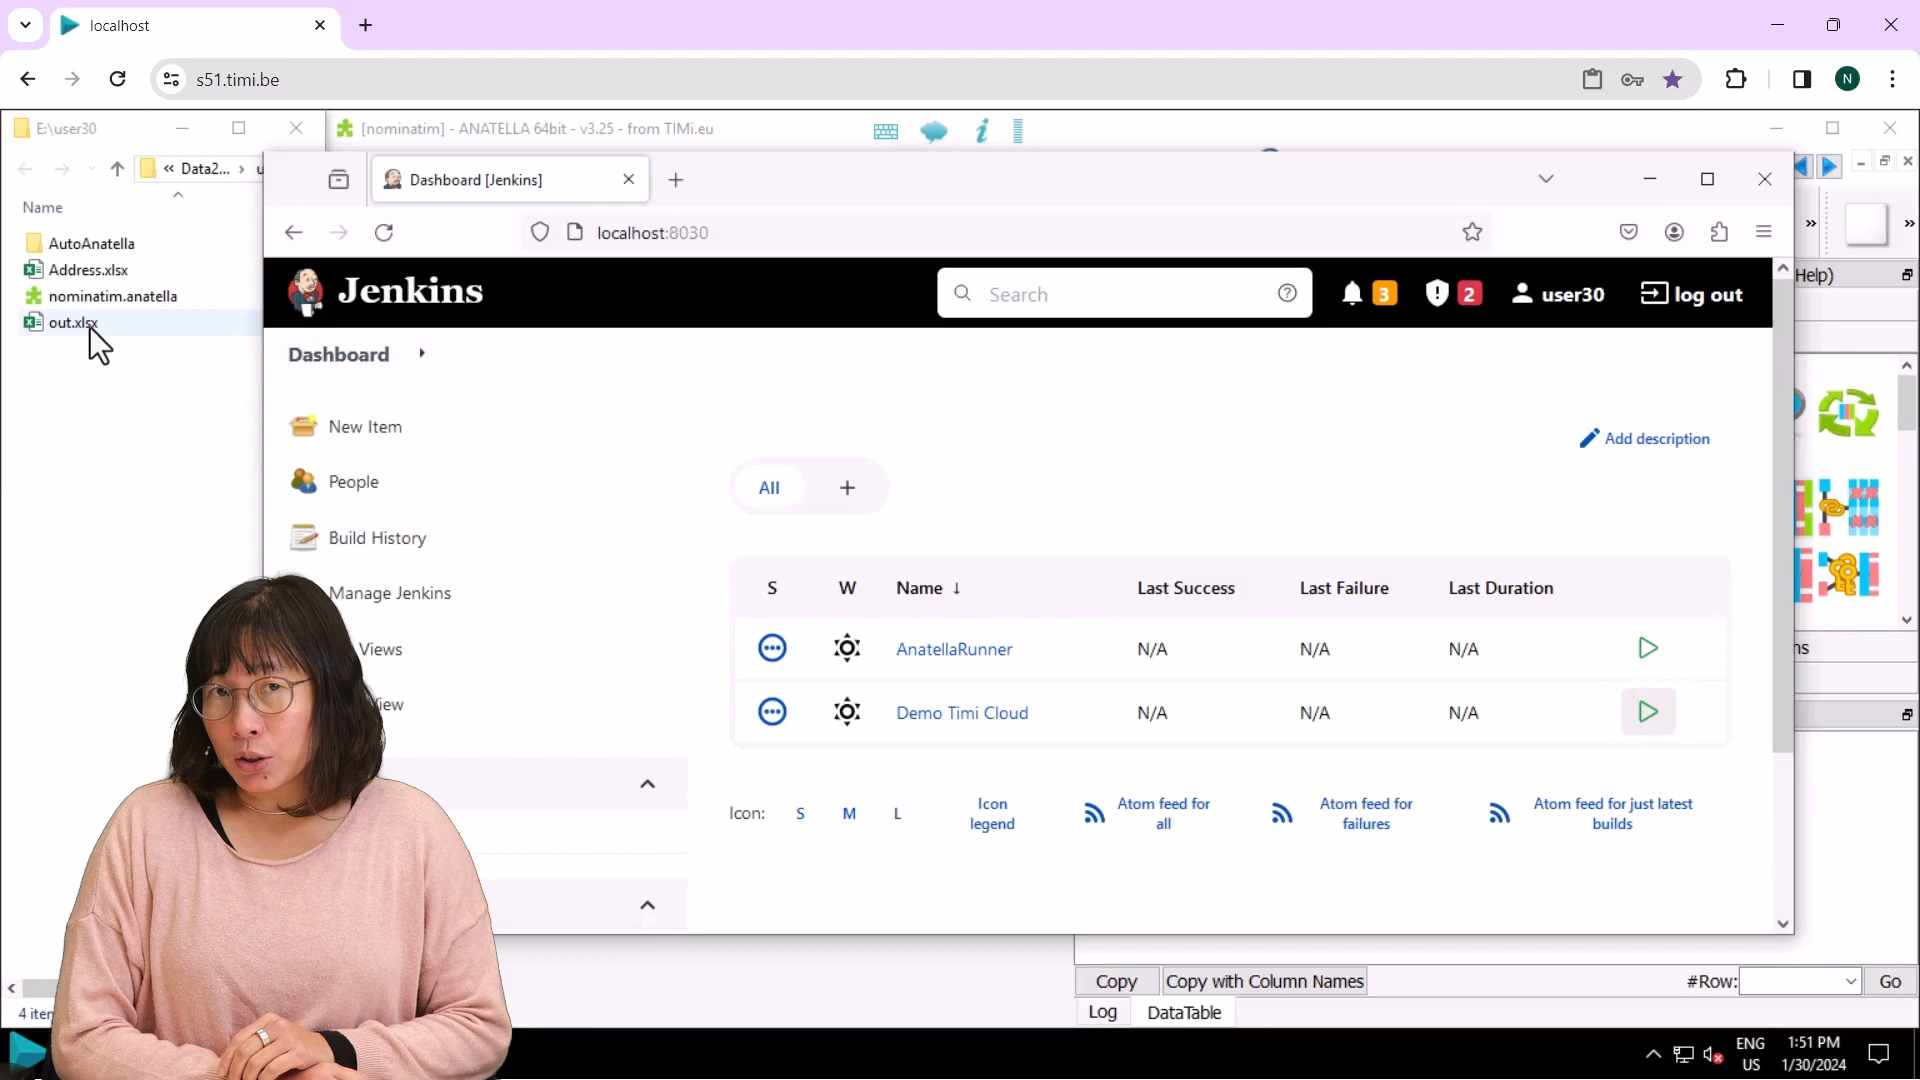 localhost
s51.timi.be
N
E:\user30
[nominatim] - ANATELLA 64bit - v3.25 - from TIMi.eu
« Data2... › u
Dashboard [Jenkins]
Name
localhost:8030
AutoAnatella
Address.xlsx
nominatim.anatella
out.xlsx
Jenkins
Search
3
2
user30
log out
Help)
Dashboard
New Item
Add description
People
All
+
Build History
S W Name ↓ Last Success Last Failure Last Duration
Manage Jenkins
AnatellaRunner N/A N/A N/A
Views
Demo Timi Cloud N/A N/A N/A
iew
Icon: S M L
Icon legend
Atom feed for all
Atom feed for failures
Atom feed for just latest builds
Copy
Copy with Column Names
#Row:
Go
4 iten
Log
DataTable
ENG
US
1:51 PM
1/30/2024